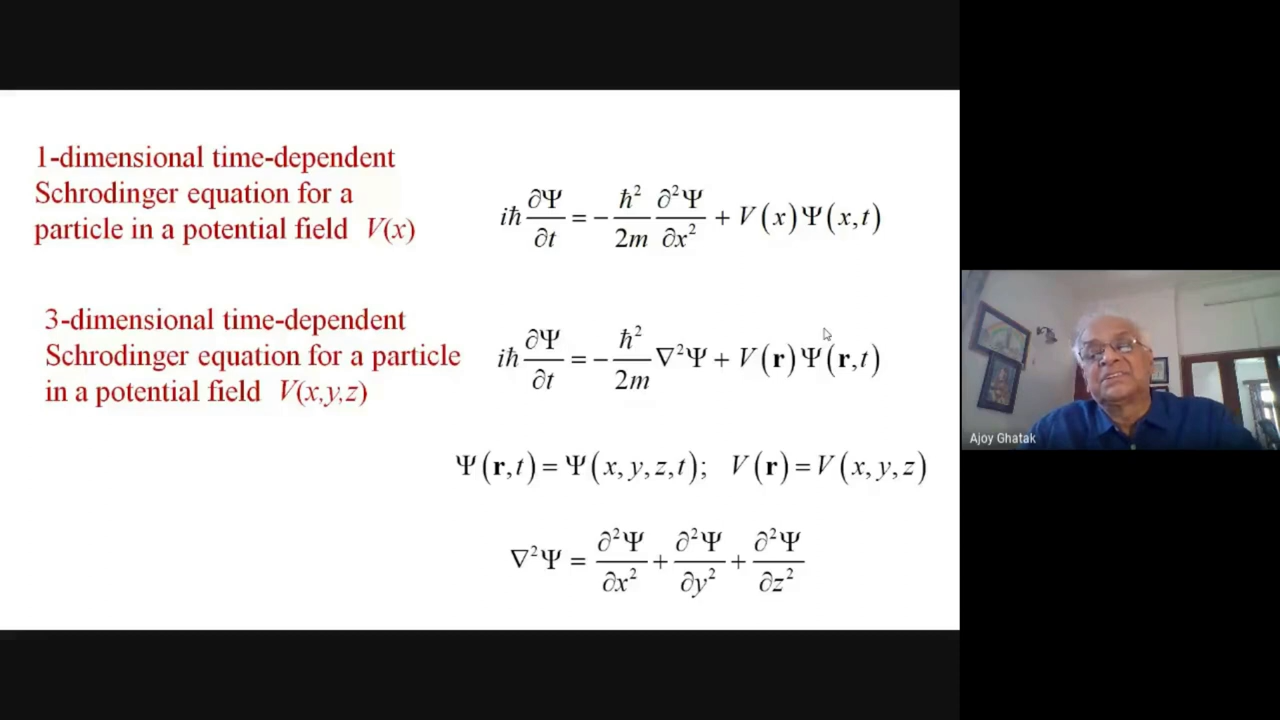 1-dimensional time-dependent
Schrodinger equation for a
particle in a potential field V(x)
iħ ∂Ψ/∂t = − ħ²/2m ∂²Ψ/∂x² + V(x)Ψ(x,t)
3-dimensional time-dependent
Schrodinger equation for a particle
in a potential field V(x,y,z)
iħ ∂Ψ/∂t = − ħ²/2m ∇²Ψ + V(r)Ψ(r,t)
Ψ(r,t) = Ψ(x,y,z,t); V(r) = V(x,y,z)
∇²Ψ = ∂²Ψ/∂x² + ∂²Ψ/∂y² + ∂²Ψ/∂z²
Ajoy Ghatak